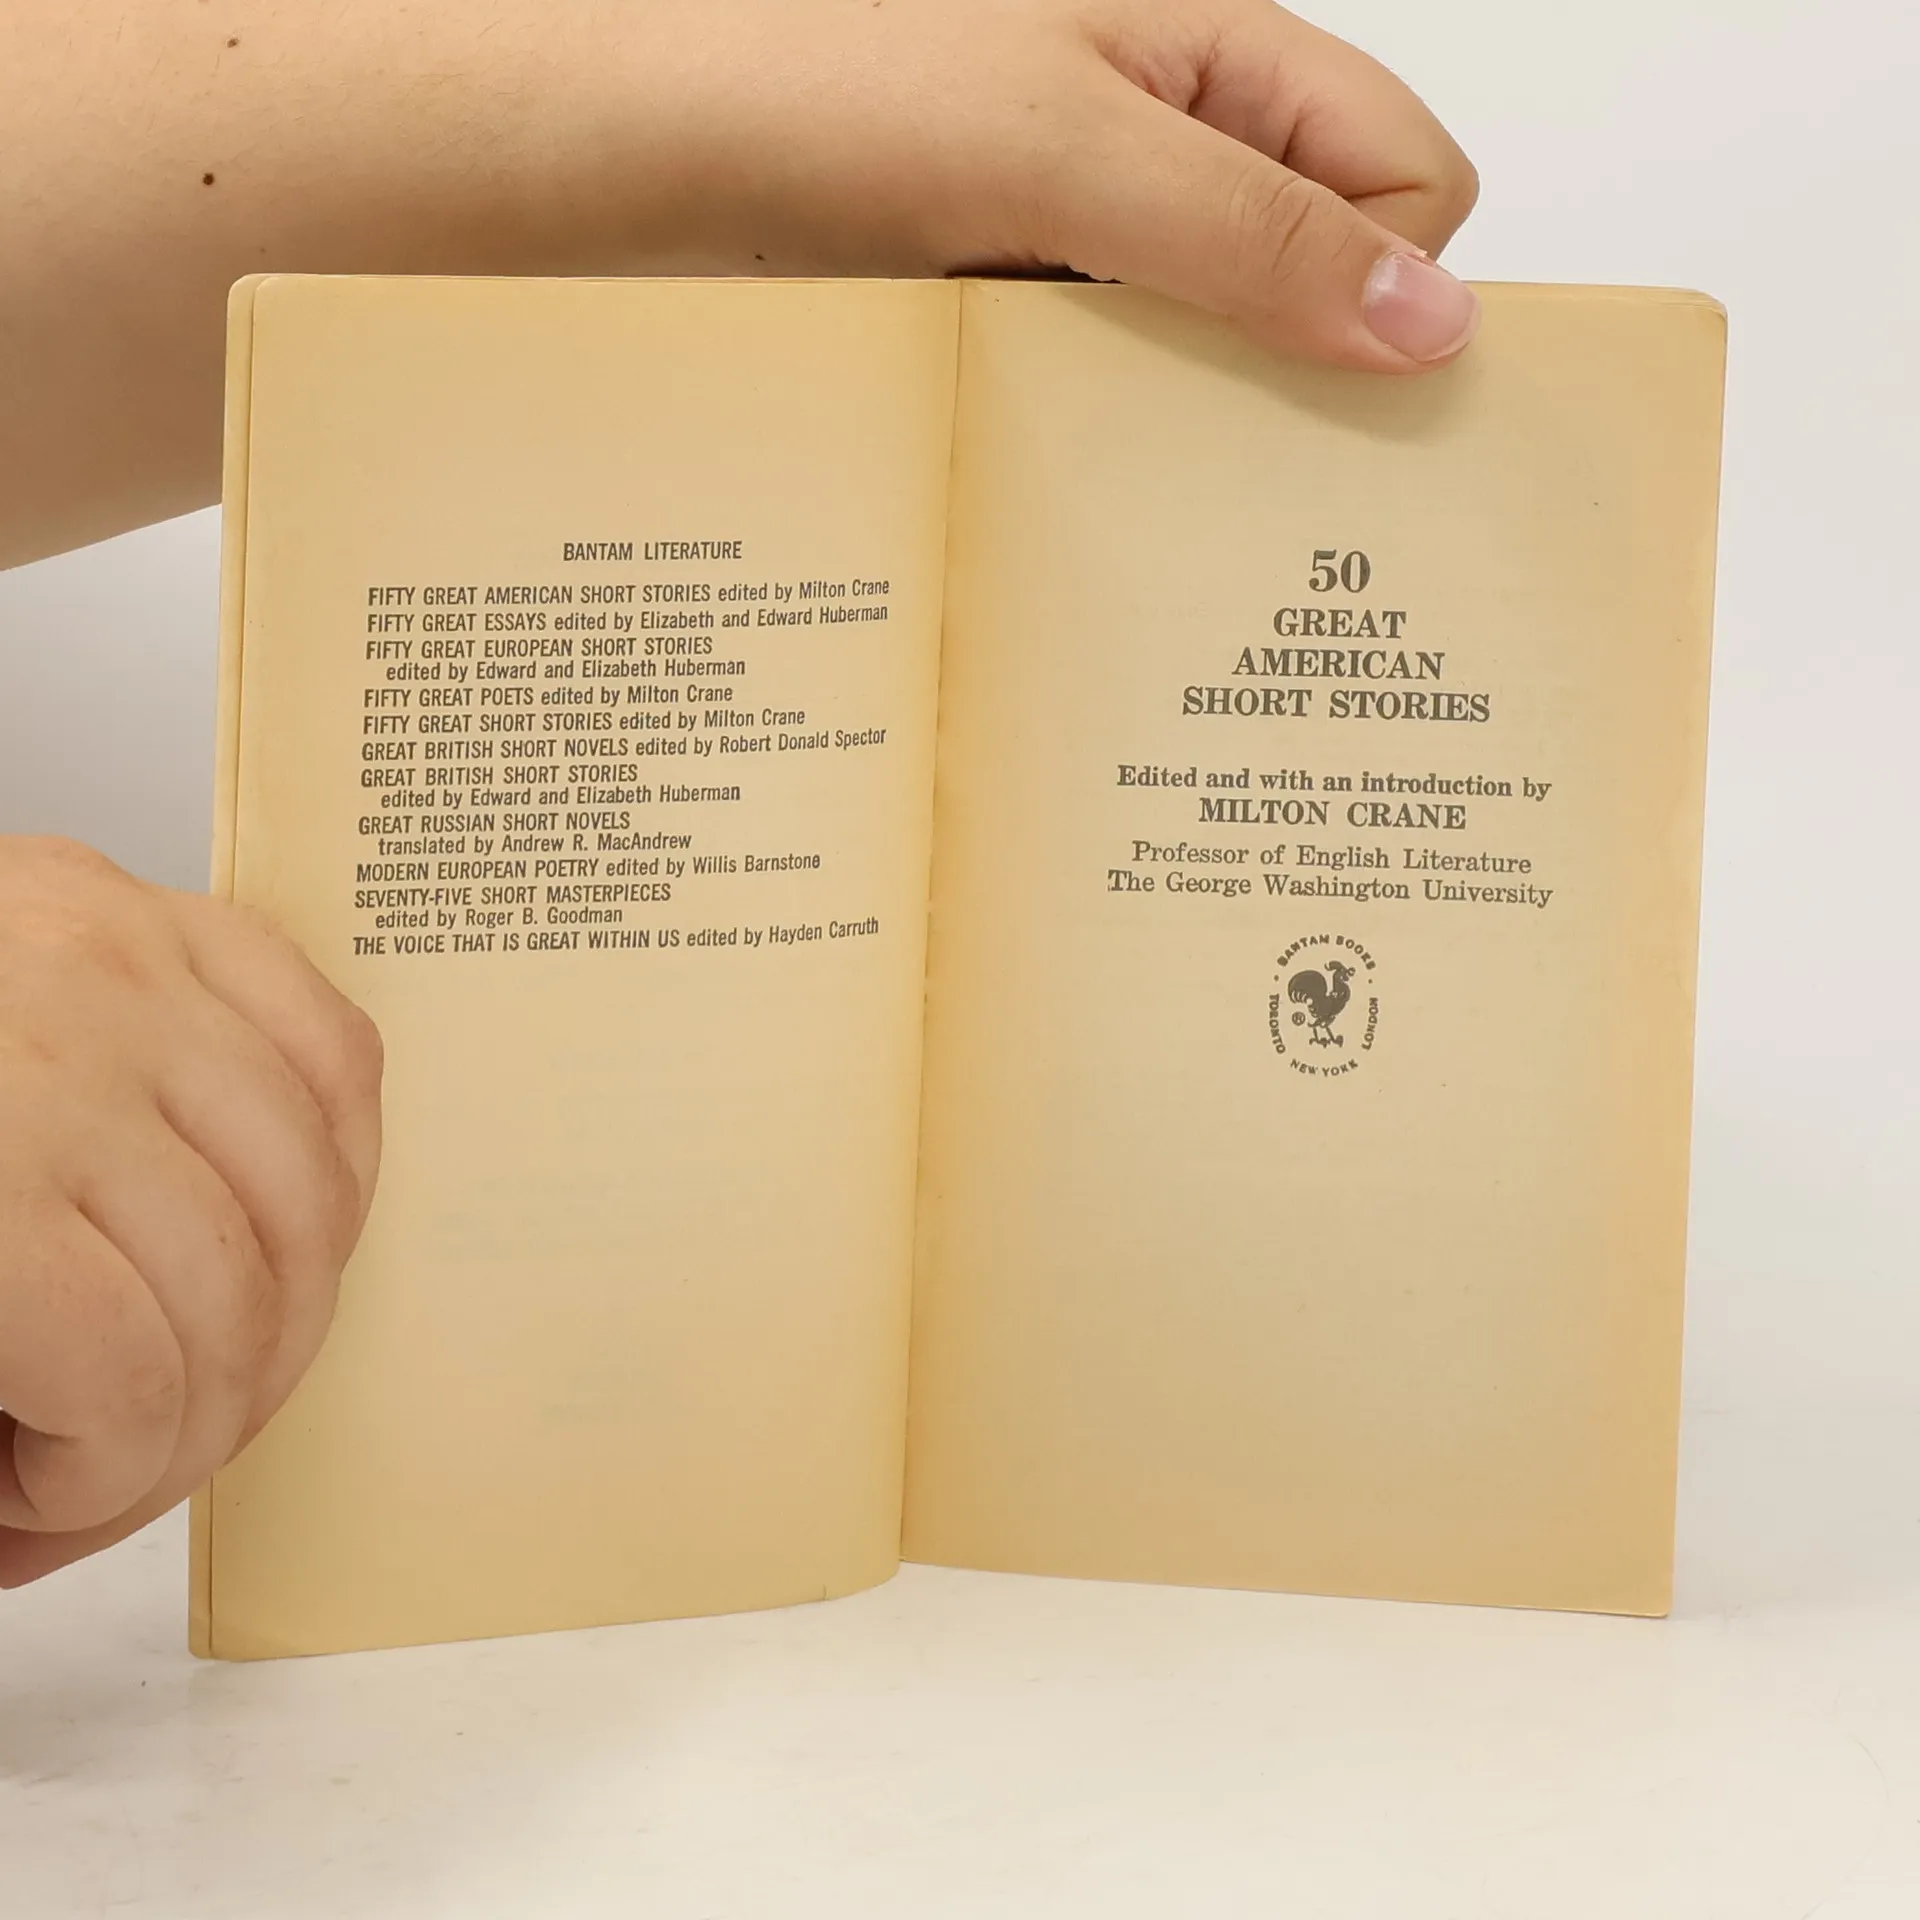 BANTAM LITERATURE
FIFTY GREAT AMERICAN SHORT STORIES edited by Milton Crane
FIFTY GREAT ESSAYS edited by Elizabeth and Edward Huberman
FIFTY GREAT EUROPEAN SHORT STORIES
edited by Edward and Elizabeth Huberman
FIFTY GREAT POETS edited by Milton Crane
FIFTY GREAT SHORT STORIES edited by Milton Crane
GREAT BRITISH SHORT NOVELS edited by Robert Donald Spector
GREAT BRITISH SHORT STORIES
edited by Edward and Elizabeth Huberman
GREAT RUSSIAN SHORT NOVELS
translated by Andrew R. MacAndrew
MODERN EUROPEAN POETRY edited by Willis Barnstone
SEVENTY-FIVE SHORT MASTERPIECES
edited by Roger B. Goodman
THE VOICE THAT IS GREAT WITHIN US edited by Hayden Carruth
50
GREAT
AMERICAN
SHORT STORIES
Edited and with an introduction by
MILTON CRANE
Professor of English Literature
The George Washington University
BANTAM BOOKS
TORONTO · NEW YORK · LONDON
®